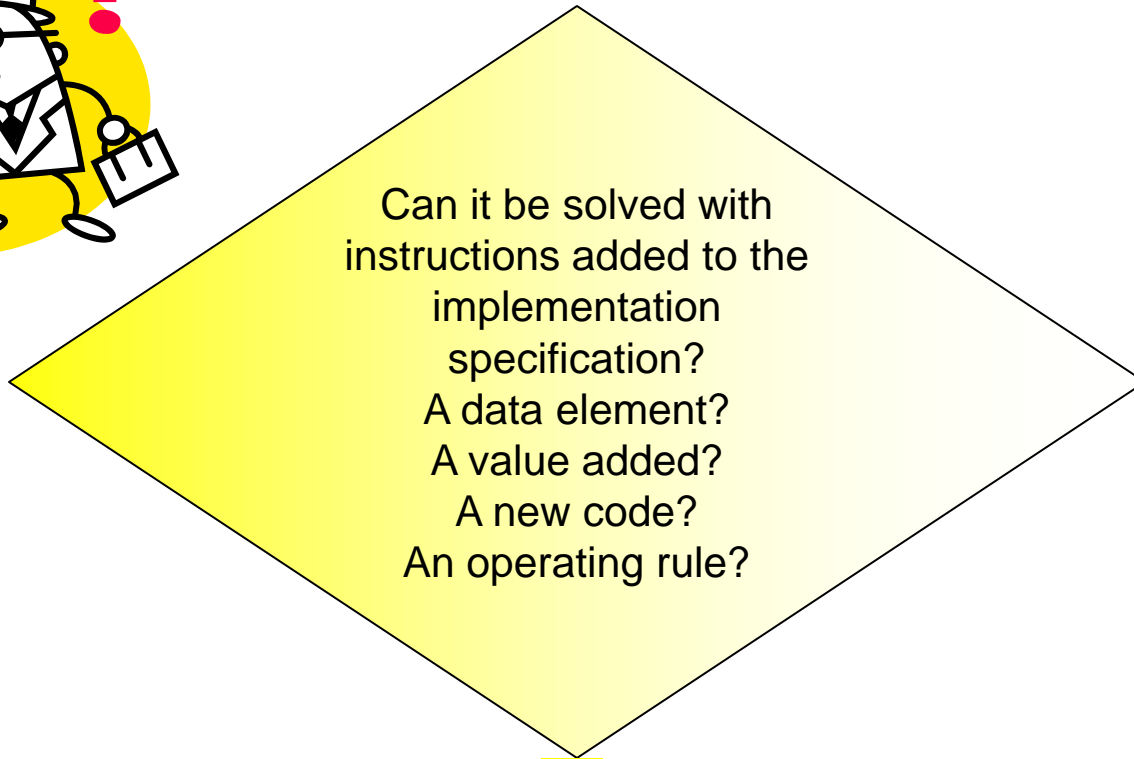 Can it be solved with
instructions added to the
implementation
specification?
A data element?
A value added?
A new code?
An operating rule?